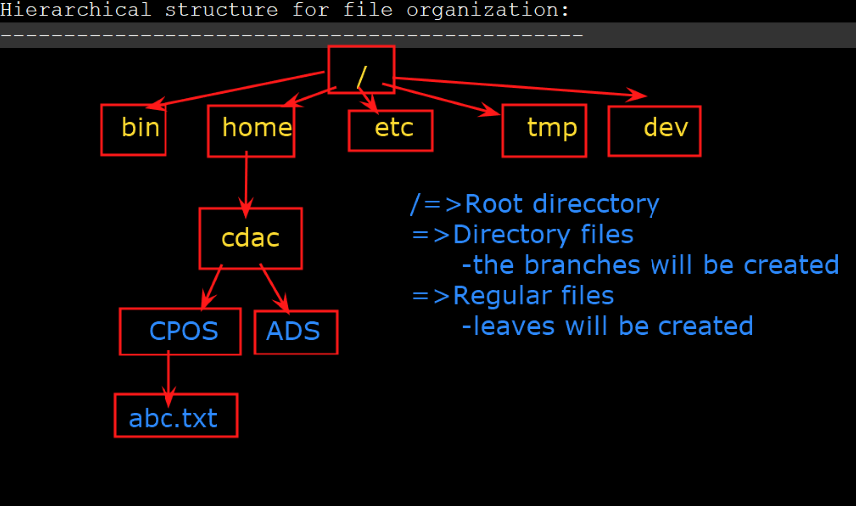 Hierarchical structure for file organization:
----------------------------------------------
/
bin home etc tmp dev
/=>Root direcctory
cdac
=>Directory files
-the branches will be created
=>Regular files
CPOS ADS
-leaves will be created
abc.txt